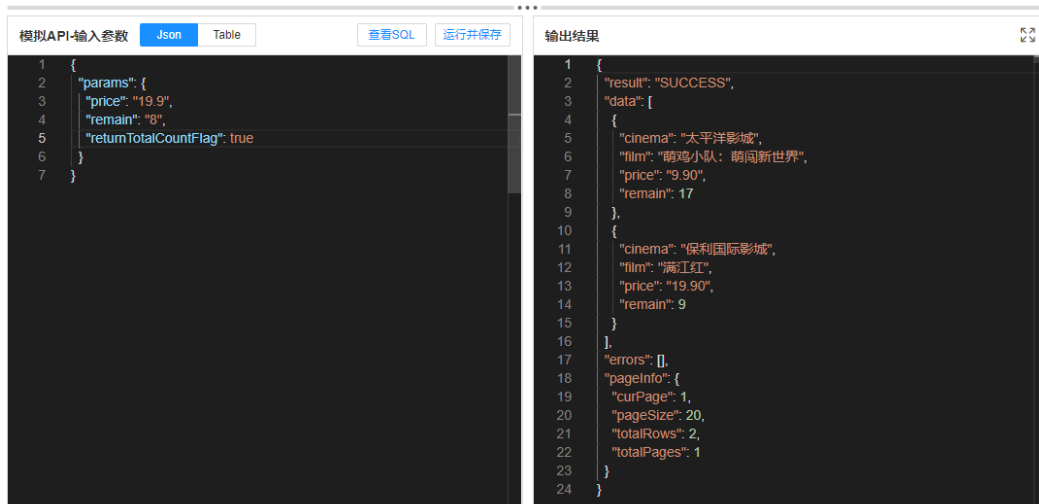 模拟API-输入参数 Json Table 查看SQL 运行并保存
1 {
2 "params": {
3 "price": "19.9",
4 "remain": "8",
5 "returnTotalCountFlag": true
6 }
7 }
输出结果
1 {
2 "result": "SUCCESS",
3 "data": [
4 {
5 "cinema": "太平洋影城",
6 "film": "萌鸡小队：萌闯新世界",
7 "price": "9.90",
8 "remain": 17
9 },
10 {
11 "cinema": "保利国际影城",
12 "film": "满江红",
13 "price": "19.90",
14 "remain": 9
15 }
16 ],
17 "errors": [],
18 "pageInfo": {
19 "curPage": 1,
20 "pageSize": 20,
21 "totalRows": 2,
22 "totalPages": 1
23 }
24 }